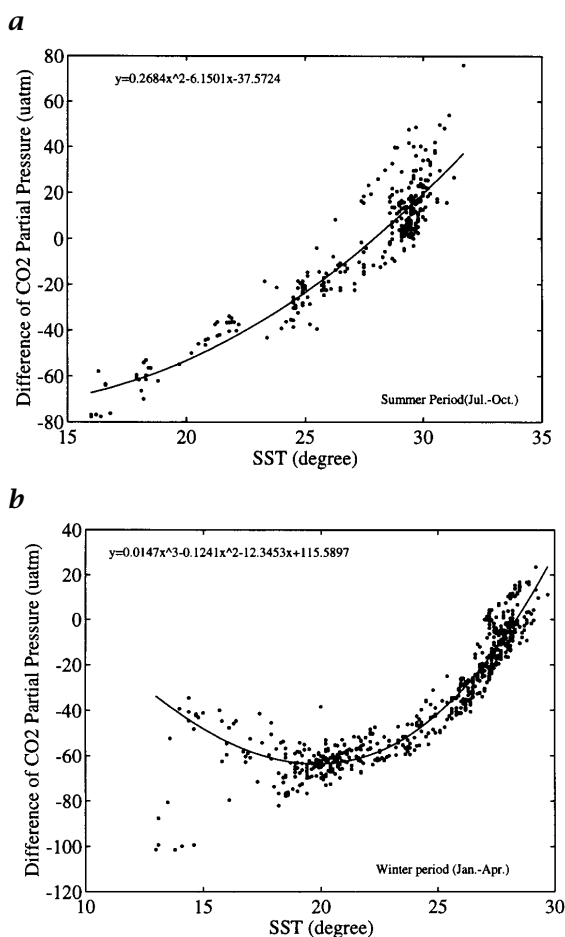 a
80
60
40
20
0
-20
-40
-60
-80
Difference of CO2 Partial Pressure (uatm)
y=0.2684x^2-6.1501x-37.5724
Summer Period(Jul.-Oct.)
15 20 25 30 35
SST (degree)
b
40
20
0
-20
-40
-60
-80
-100
-120
Difference of CO2 Partial Pressure (uatm)
y=0.0147x^3-0.1241x^2-12.3453x+115.5897
Winter period (Jan.-Apr.)
10 15 20 25 30
SST (degree)